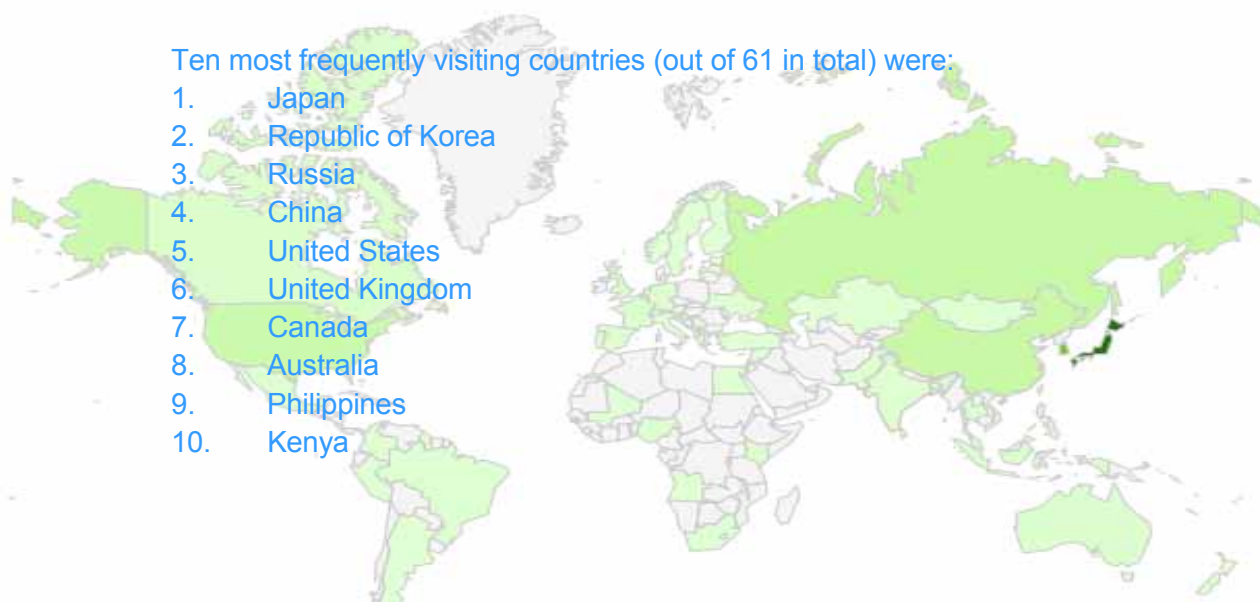 Ten most frequently visiting countries (out of 61 in total) were:
1. Japan
2. Republic of Korea
3. Russia
4. China
5. United States
6. United Kingdom
7. Canada
8. Australia
9. Philippines
10. Kenya